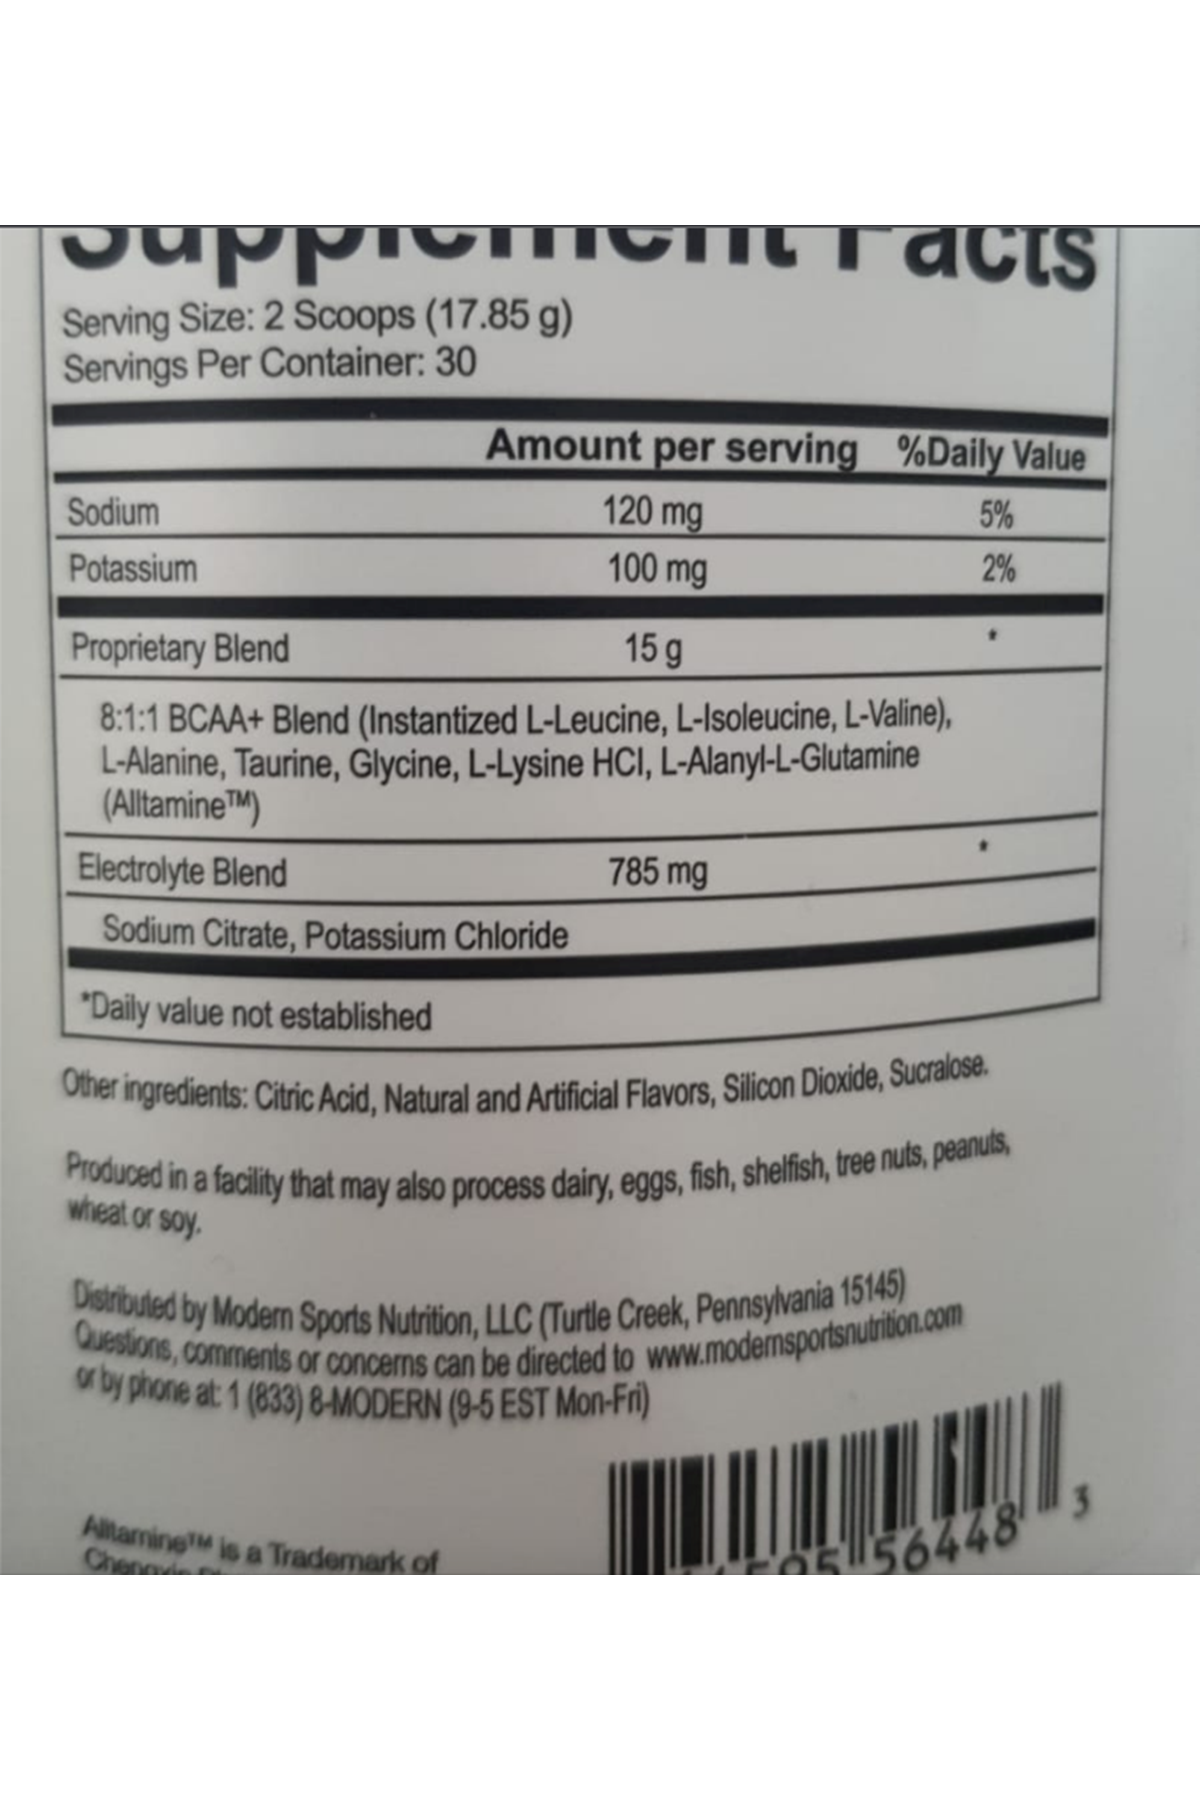 Supplement Facts
Serving Size: 2 Scoops (17.85 g)
Servings Per Container: 30
Amount per serving %Daily Value
Sodium 120 mg 5%
Potassium 100 mg 2%
Proprietary Blend 15 g *
8:1:1 BCAA+ Blend (Instantized L-Leucine, L-Isoleucine, L-Valine),
L-Alanine, Taurine, Glycine, L-Lysine HCl, L-Alanyl-L-Glutamine
(Alltamine™)
Electrolyte Blend 785 mg *
Sodium Citrate, Potassium Chloride
*Daily value not established
Other ingredients: Citric Acid, Natural and Artificial Flavors, Silicon Dioxide, Sucralose.
Produced in a facility that may also process dairy, eggs, fish, shelfish, tree nuts, peanuts,
wheat or soy.
Distributed by Modern Sports Nutrition, LLC (Turtle Creek, Pennsylvania 15145)
Questions, comments or concerns can be directed to www.modernsportsnutrition.com
or by phone at: 1 (833) 8-MODERN (9-5 EST Mon-Fri)
Alltamine™ is a Trademark of
56448 3